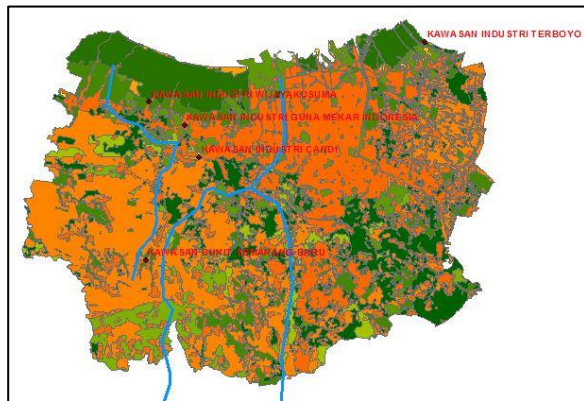 KAWASAN INDUSTRI TERBOYO
KAWASAN INDUSTRI WIJAYAKUSUMA
KAWASAN INDUSTRI GUNA MEKAR INDONESIA
KAWASAN INDUSTRI CANDI
KAWASAN BUKIT SEMARANG BARU